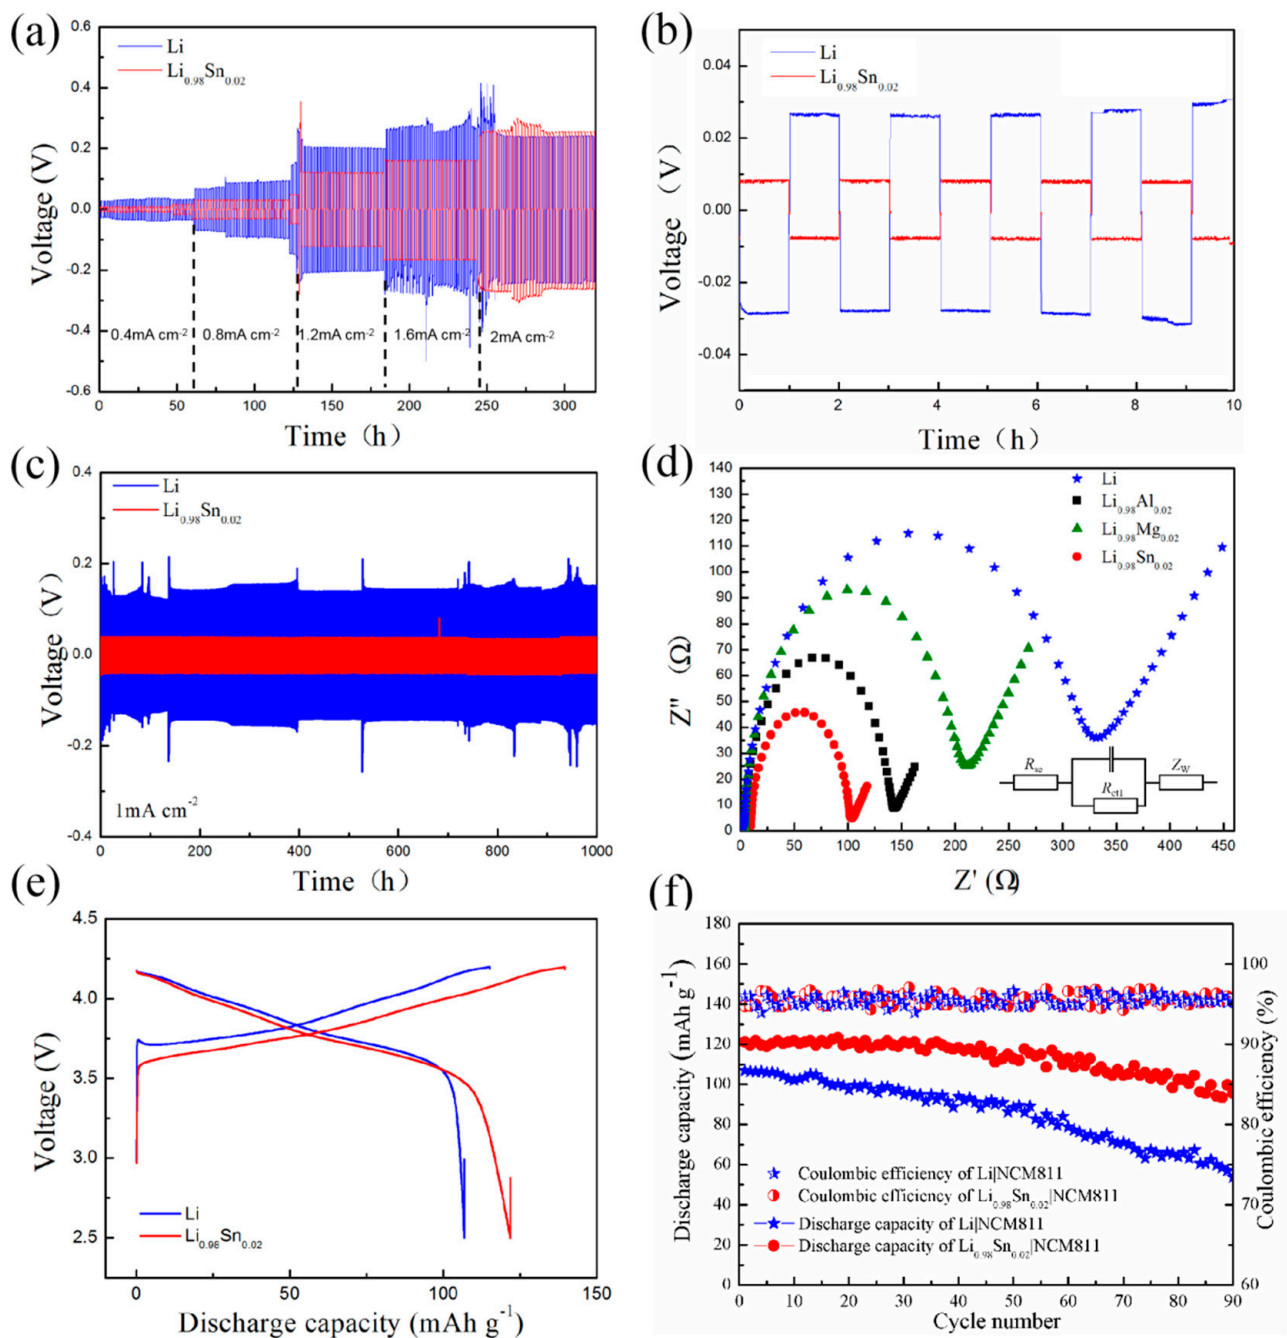 (a)
Li
Li0.98Sn0.02
0.6
0.4
0.2
0.0
-0.2
-0.4
-0.6
Voltage (V)
0.4mA cm-2
0.8mA cm-2
1.2mA cm-2
1.6mA cm-2
2mA cm-2
0 50 100 150 200 250 300
Time (h)
(b)
Li
Li0.98Sn0.02
0.04
0.02
0.00
-0.02
-0.04
Voltage (V)
0 2 4 6 8 10
Time (h)
(c)
Li
Li0.98Sn0.02
0.4
0.2
0.0
-0.2
-0.4
Voltage (V)
1mA cm-2
0 200 400 600 800 1000
Time (h)
(d)
Li
Li0.98Al0.02
Li0.98Mg0.02
Li0.98Sn0.02
140
130
120
110
100
90
80
70
60
50
40
30
20
10
0
Z'' (Ω)
Rse
Rct1
ZW
0 50 100 150 200 250 300 350 400 450
Z' (Ω)
(e)
4.5
4.0
3.5
3.0
2.5
Voltage (V)
Li
Li0.98Sn0.02
0 50 100 150
Discharge capacity (mAh g-1)
(f)
180
160
140
120
100
80
60
40
20
0
Discharge capacity (mAh g-1)
100
90
80
70
60
Coulombic efficiency (%)
Coulombic efficiency of Li|NCM811
Coulombic efficiency of Li0.98Sn0.02|NCM811
Discharge capacity of Li|NCM811
Discharge capacity of Li0.98Sn0.02|NCM811
0 10 20 30 40 50 60 70 80 90
Cycle number